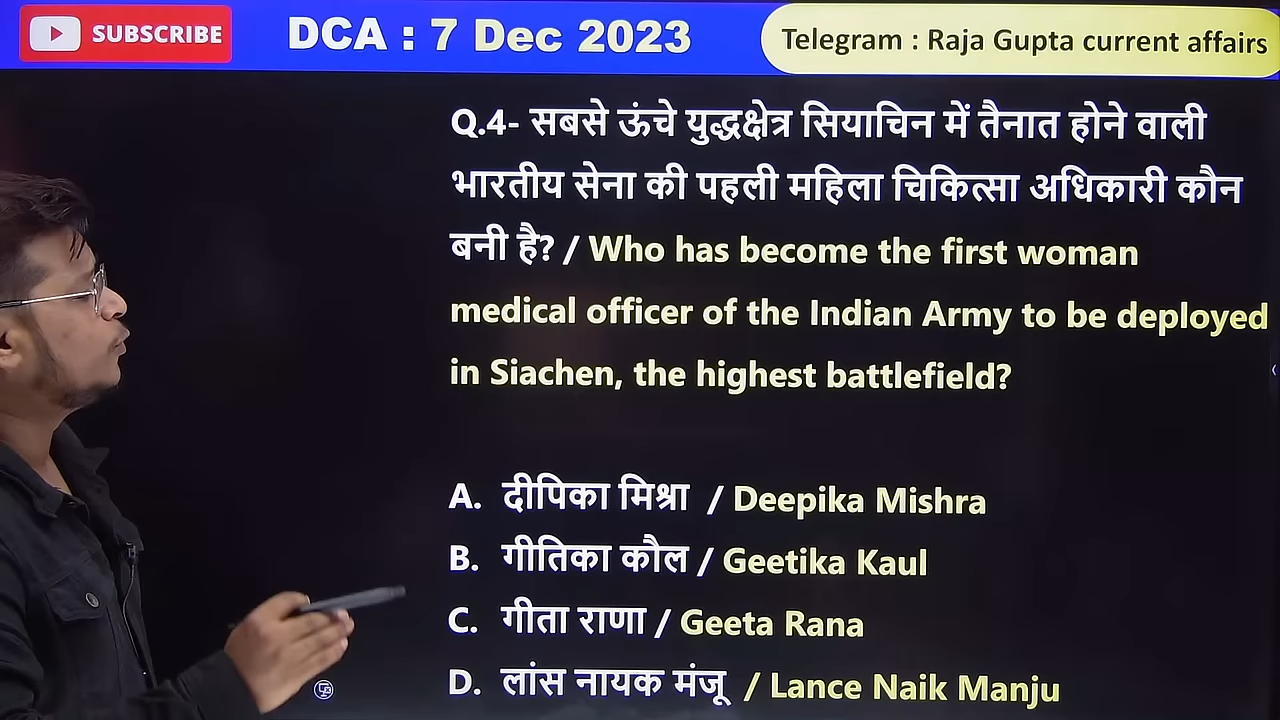 SUBSCRIBE
DCA : 7 Dec 2023
Telegram : Raja Gupta current affairs
Q.4- सबसे ऊंचे युद्धक्षेत्र सियाचिन में तैनात होने वाली
भारतीय सेना की पहली महिला चिकित्सा अधिकारी कौन
बनी है? / Who has become the first woman
medical officer of the Indian Army to be deployed
in Siachen, the highest battlefield?
A. दीपिका मिश्रा / Deepika Mishra
B. गीतिका कौल / Geetika Kaul
C. गीता राणा / Geeta Rana
D. लांस नायक मंजू / Lance Naik Manju